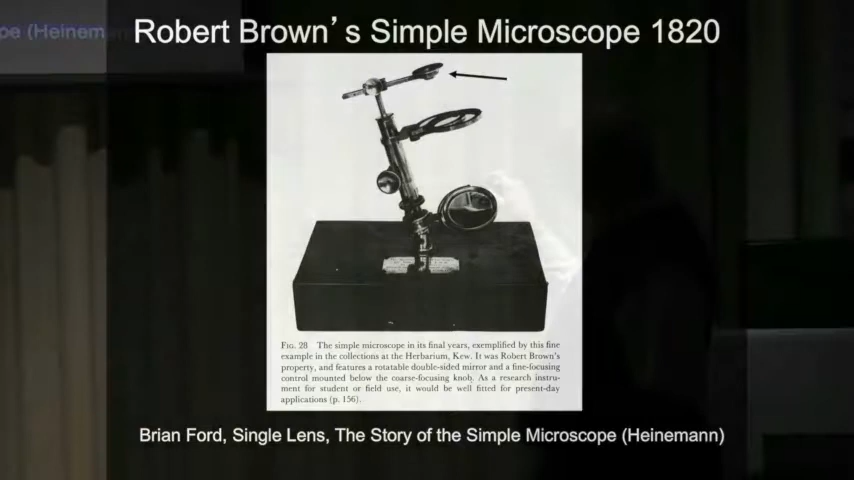 pe (Heinem
Robert Brown's Simple Microscope 1820
FIG. 28 The simple microscope in its final years, exemplified by this fine
example in the collections at the Herbarium, Kew. It was Robert Brown's
property, and features a rotatable double-sided mirror and a fine-focusing
control mounted below the coarse-focusing knob. As a research instru-
ment for student or field use, it would be well fitted for present-day
applications (p. 156).
Brian Ford, Single Lens, The Story of the Simple Microscope (Heinemann)